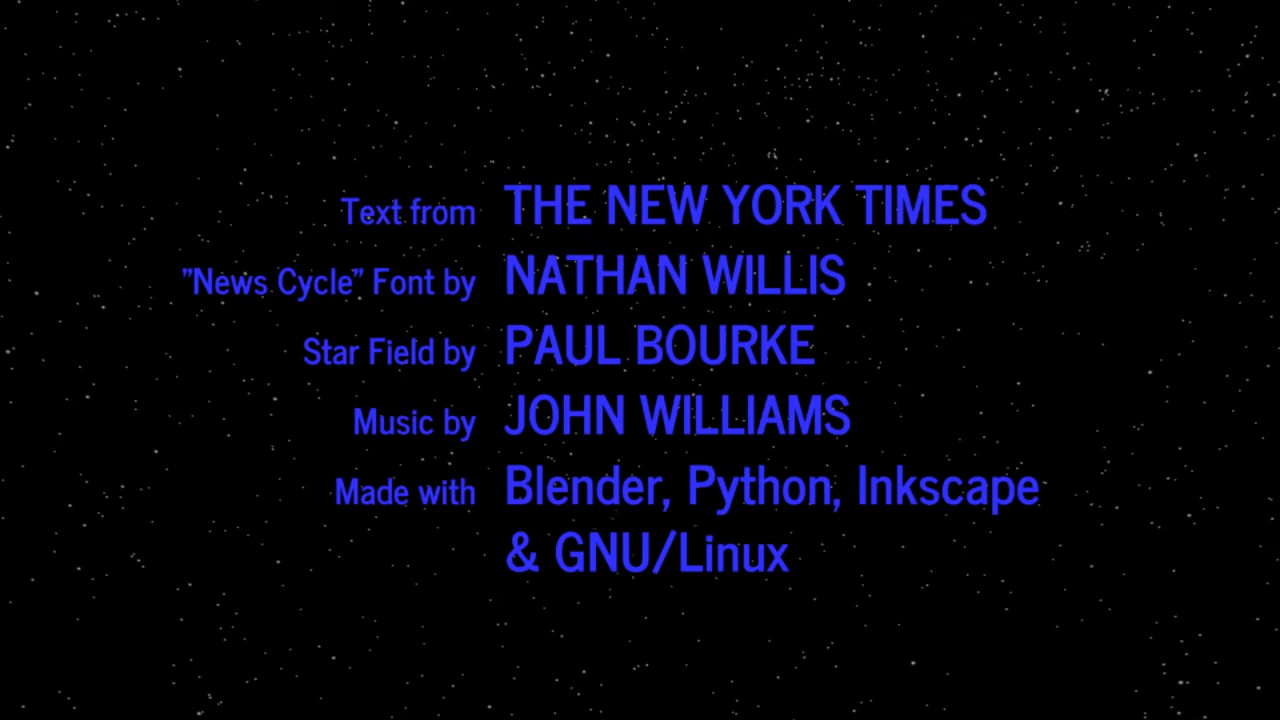 Text from THE NEW YORK TIMES
"News Cycle" Font by NATHAN WILLIS
Star Field by PAUL BOURKE
Music by JOHN WILLIAMS
Made with Blender, Python, Inkscape
& GNU/Linux